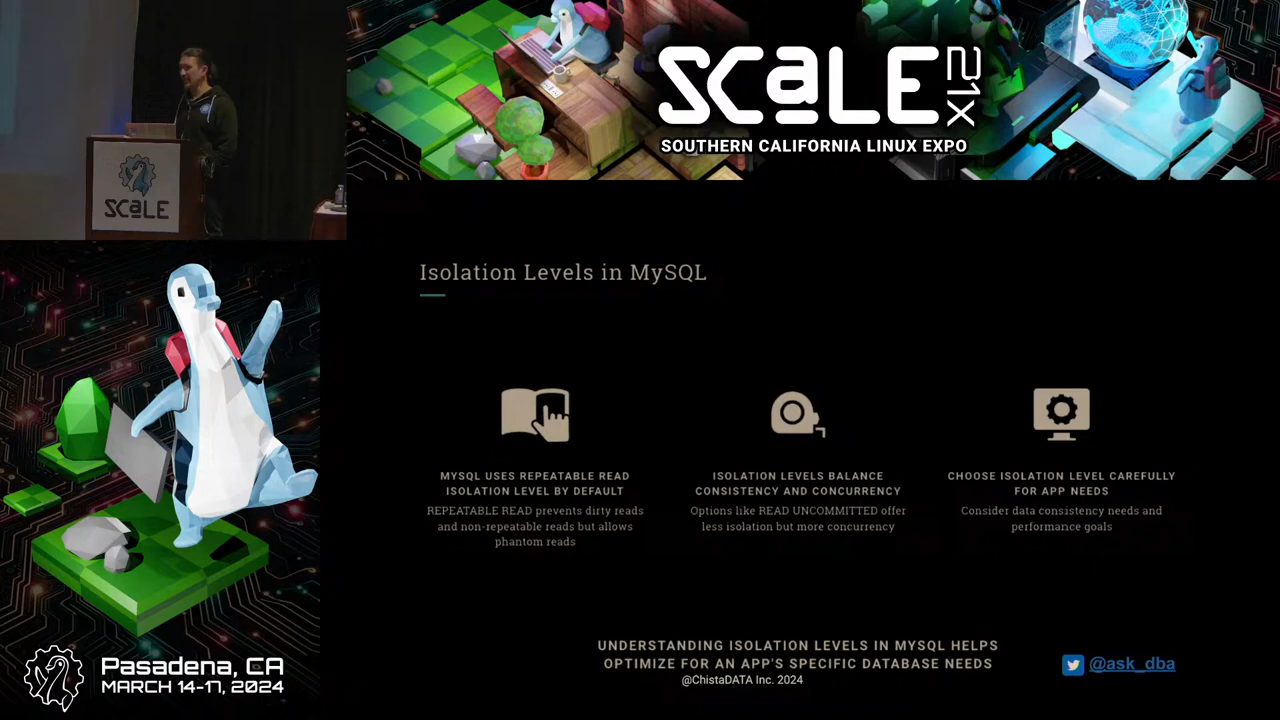 SCALE
21X
SOUTHERN CALIFORNIA LINUX EXPO
SCALE
Isolation Levels in MySQL
MYSQL USES REPEATABLE READ
ISOLATION LEVEL BY DEFAULT
REPEATABLE READ prevents dirty reads
and non-repeatable reads but allows
phantom reads
ISOLATION LEVELS BALANCE
CONSISTENCY AND CONCURRENCY
Options like READ UNCOMMITTED offer
less isolation but more concurrency
CHOOSE ISOLATION LEVEL CAREFULLY
FOR APP NEEDS
Consider data consistency needs and
performance goals
UNDERSTANDING ISOLATION LEVELS IN MYSQL HELPS
OPTIMIZE FOR AN APP'S SPECIFIC DATABASE NEEDS
@ChistaDATA Inc. 2024
@ask_dba
Pasadena, CA
MARCH 14-17, 2024